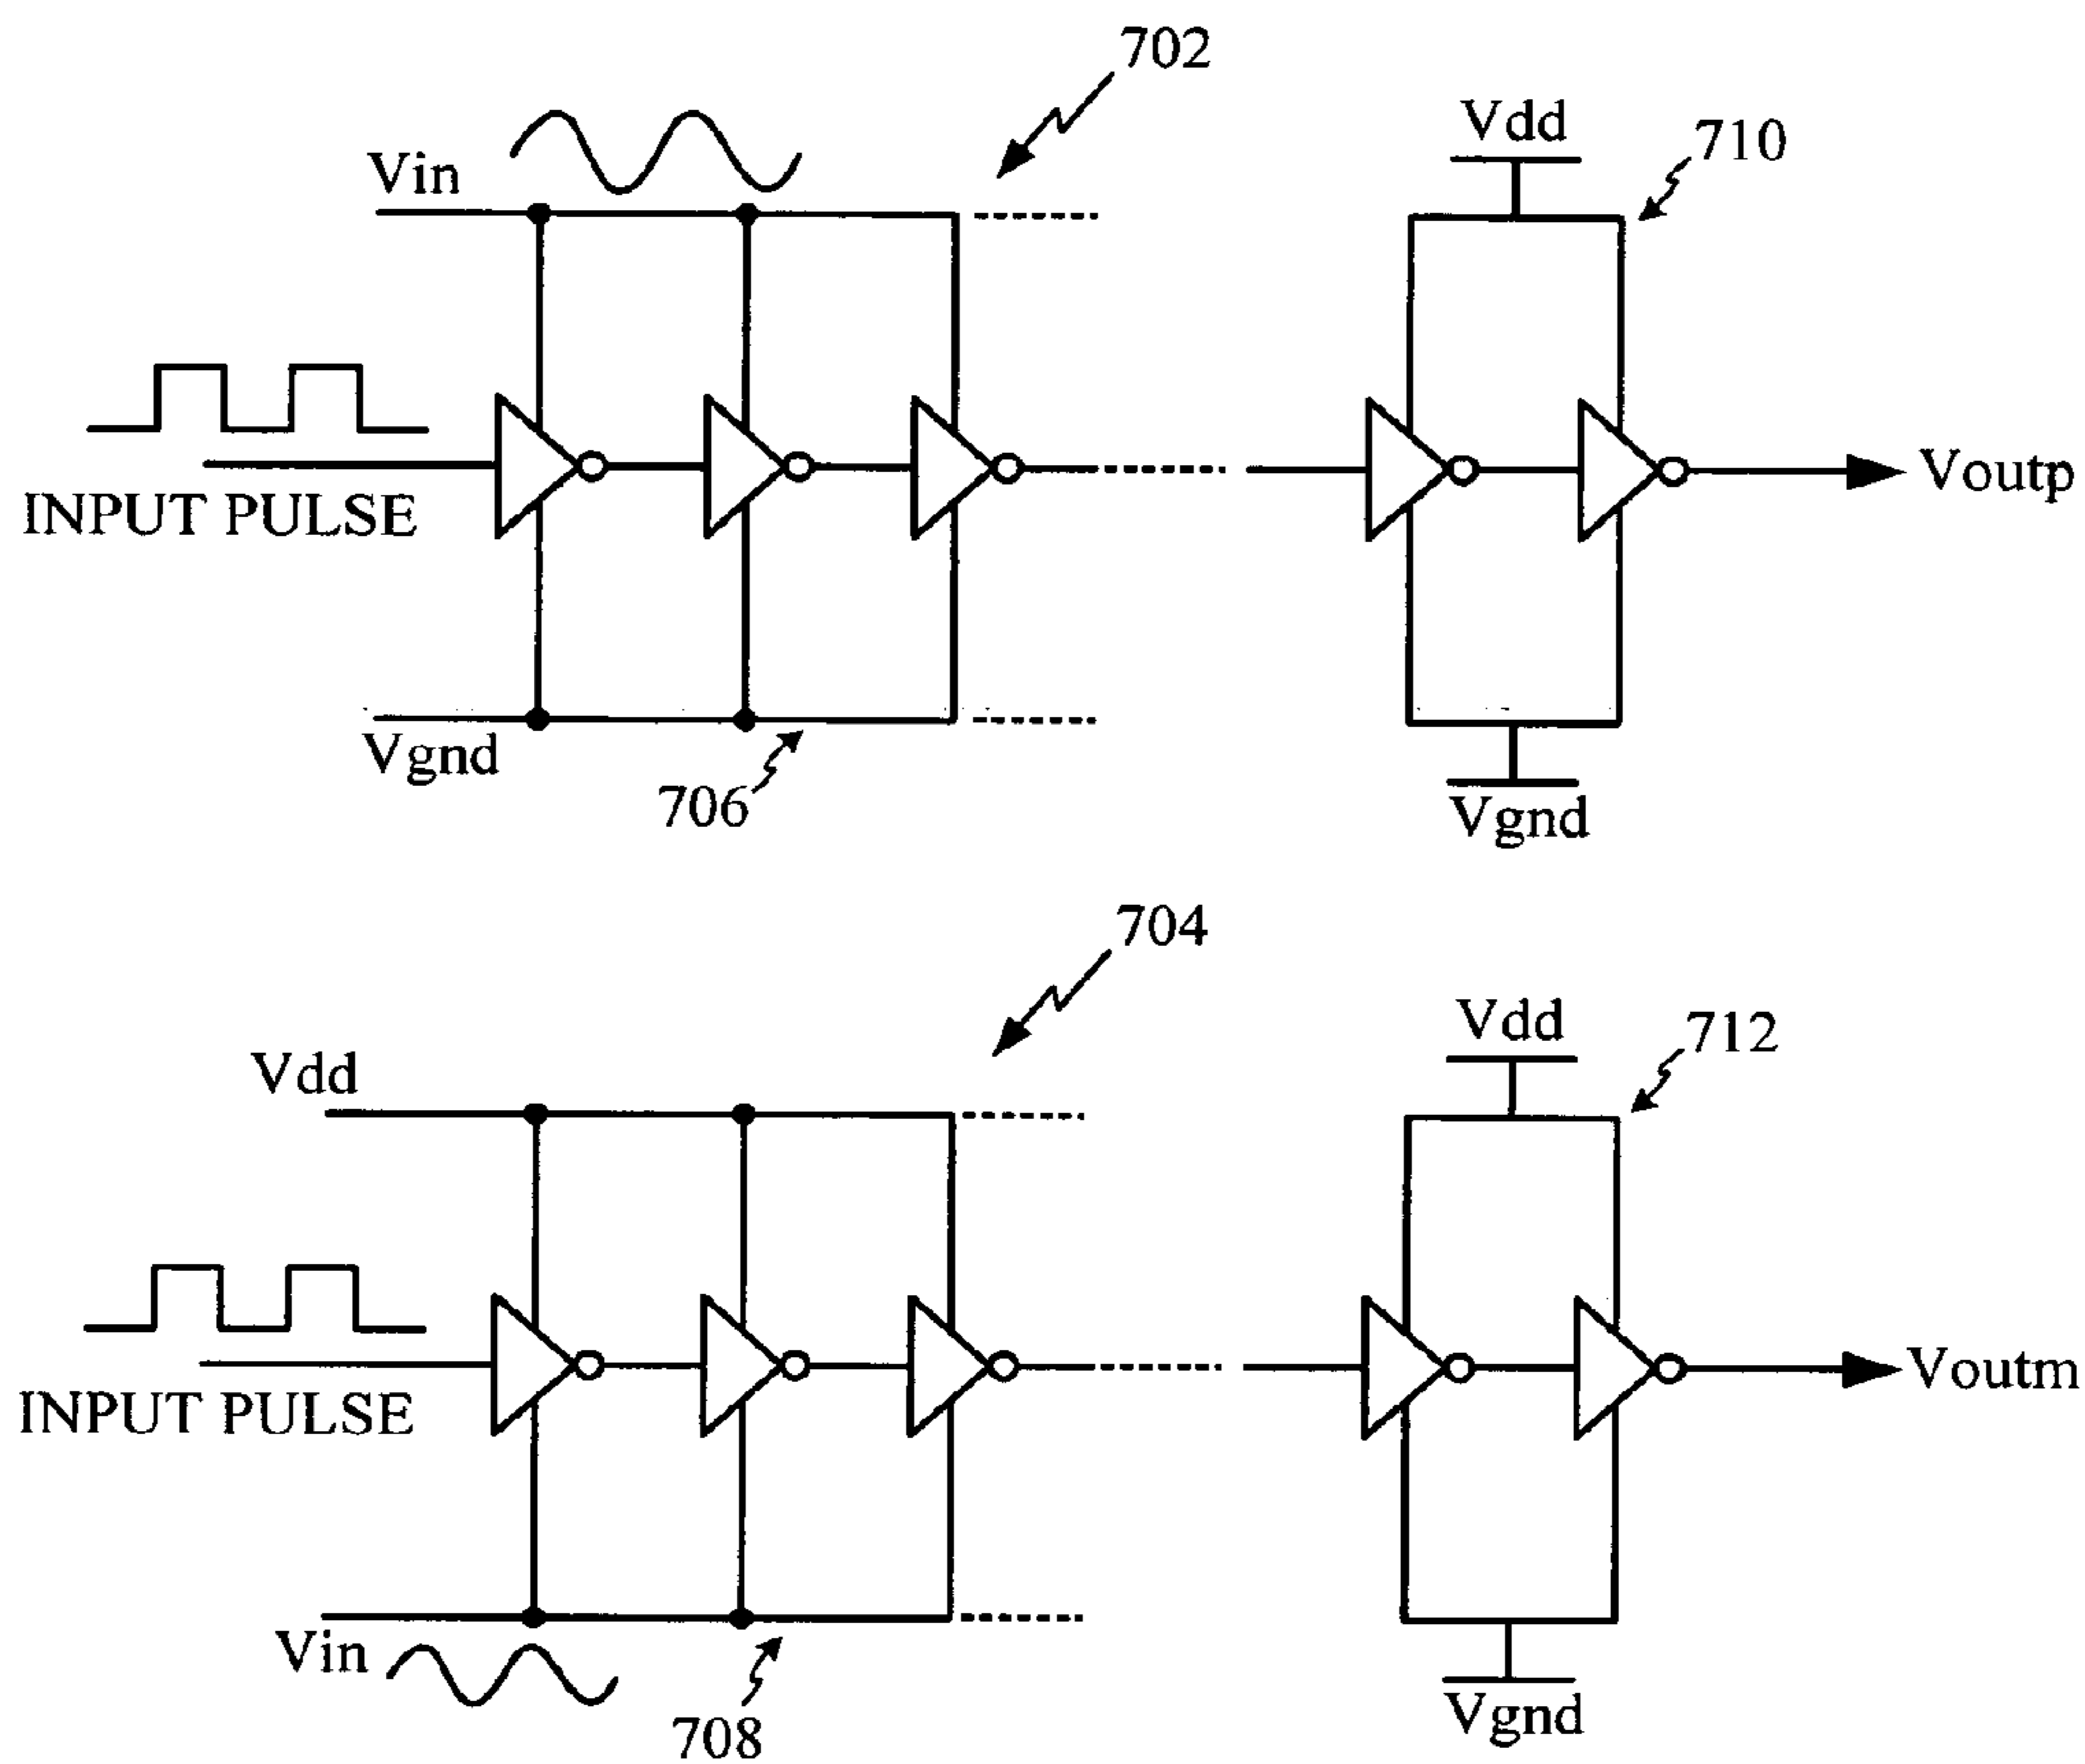 702
Vdd
710
Vin
Voutp
INPUT PULSE
Vgnd
706
Vgnd
704
Vdd
712
Vdd
Voutm
INPUT PULSE
Vin
708
Vgnd